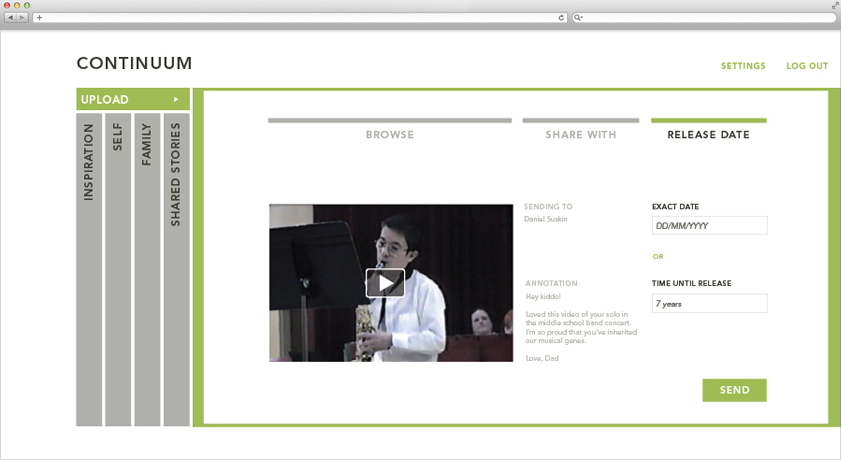 CONTINUUM
SETTINGS LOG OUT
UPLOAD
INSPIRATION
SELF
FAMILY
SHARED STORIES
BROWSE
SHARE WITH
RELEASE DATE
SENDING TO
Daniel Suskin
ANNOTATION
Hey kiddo!
Loved this video of your solo in
the middle school band concert.
I'm so proud that you've inherited
our musical genes.
Love, Dad
EXACT DATE
DD/MM/YYYY
OR
TIME UNTIL RELEASE
7 years
SEND